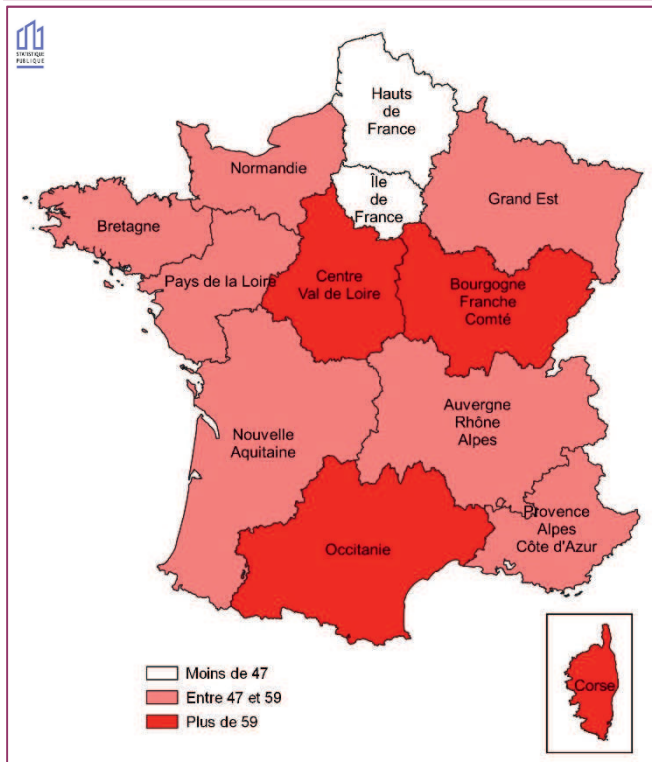 STATISTIQUE
PUBLIQUE
Hauts
de
France
Normandie
Île
de
France
Grand Est
Bretagne
Pays de la Loire
Centre
Val de Loire
Bourgogne
Franche
Comté
Auvergne
Rhône
Alpes
Nouvelle
Aquitaine
Provence
Alpes
Côte d'Azur
Occitanie
Corse
Moins de 47
Entre 47 et 59
Plus de 59